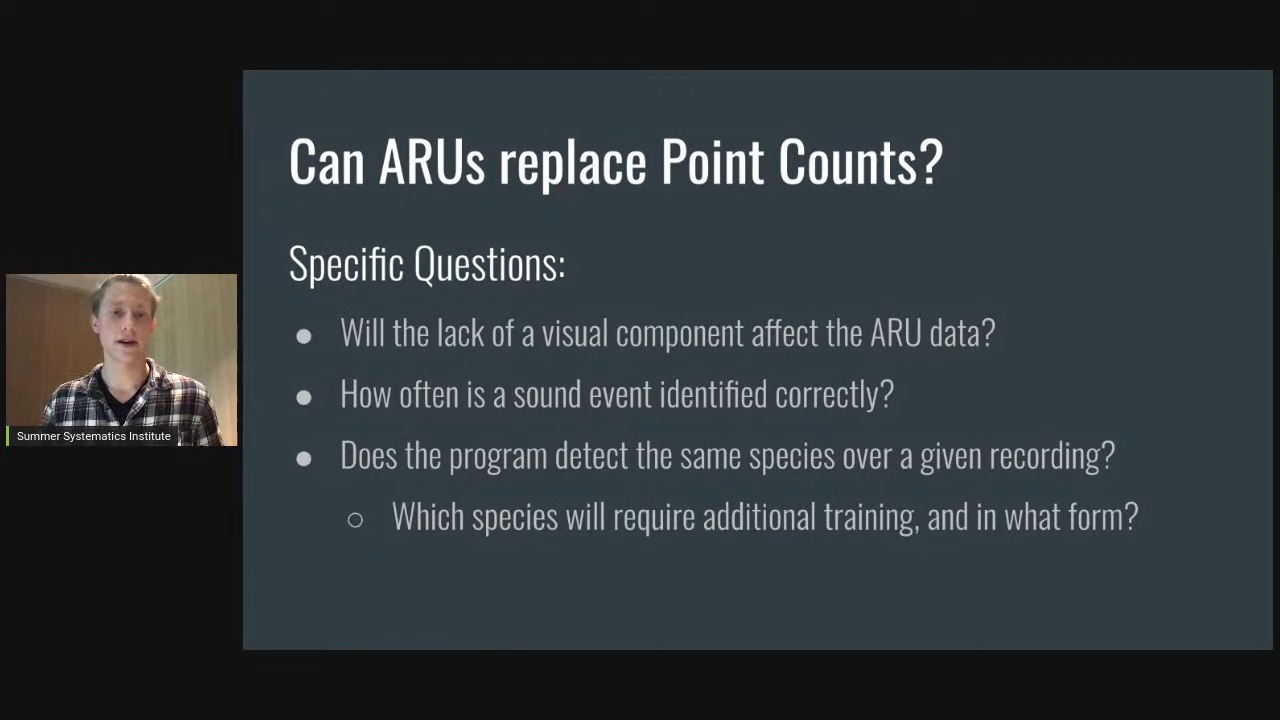 Can ARUs replace Point Counts?
Specific Questions:
● Will the lack of a visual component affect the ARU data?
● How often is a sound event identified correctly?
● Does the program detect the same species over a given recording?
○ Which species will require additional training, and in what form?
Summer Systematics Institute